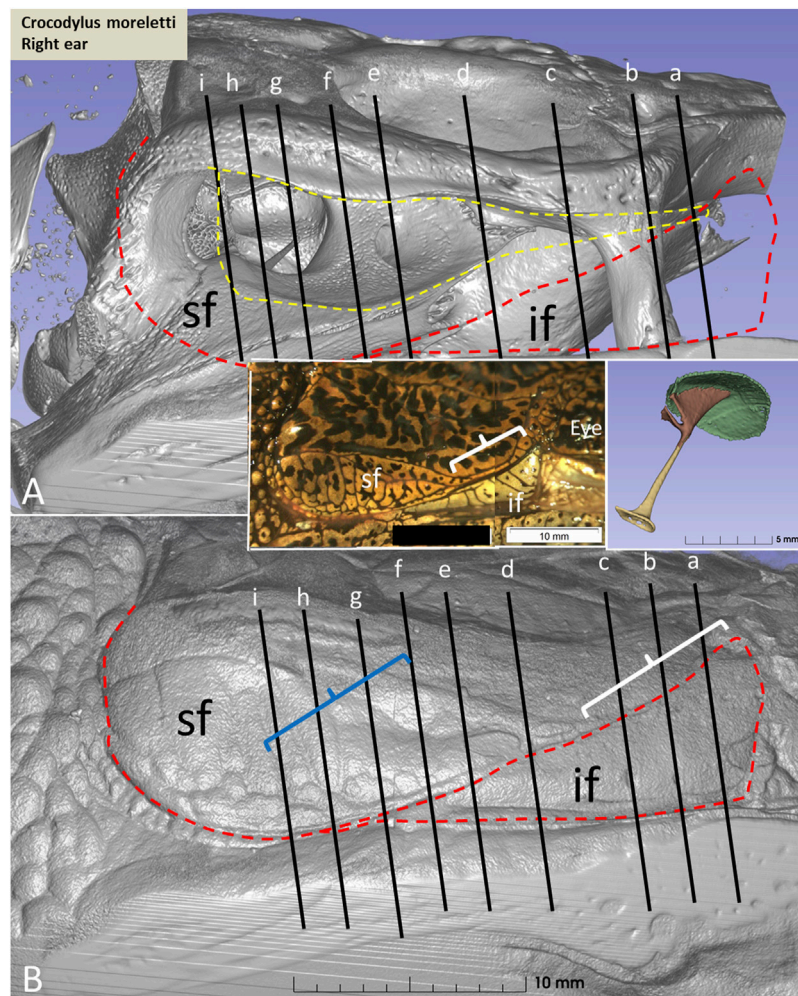 Crocodylus moreletti
Right ear
i h g f e d c b a
sf
if
A
Eye
sf
if
10 mm
5 mm
i h g f e d c b a
sf
if
B
10 mm